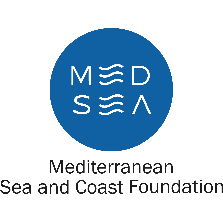 MED
SEA
Mediterranean
Sea and Coast Foundation